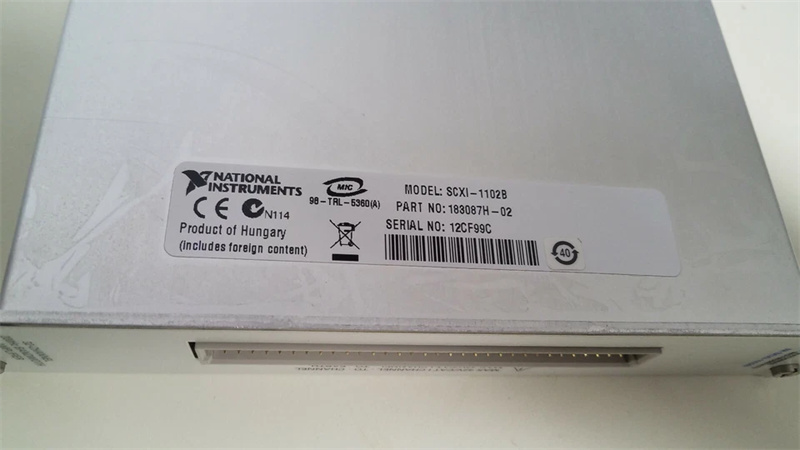 NATIONAL
INSTRUMENTS
MIC
98-TRL-5360(A)
CE N114
Product of Hungary
(Includes foreign content)
MODEL: SCXI-1102B
PART NO: 183087H-02
SERIAL NO: 12CF99C
40